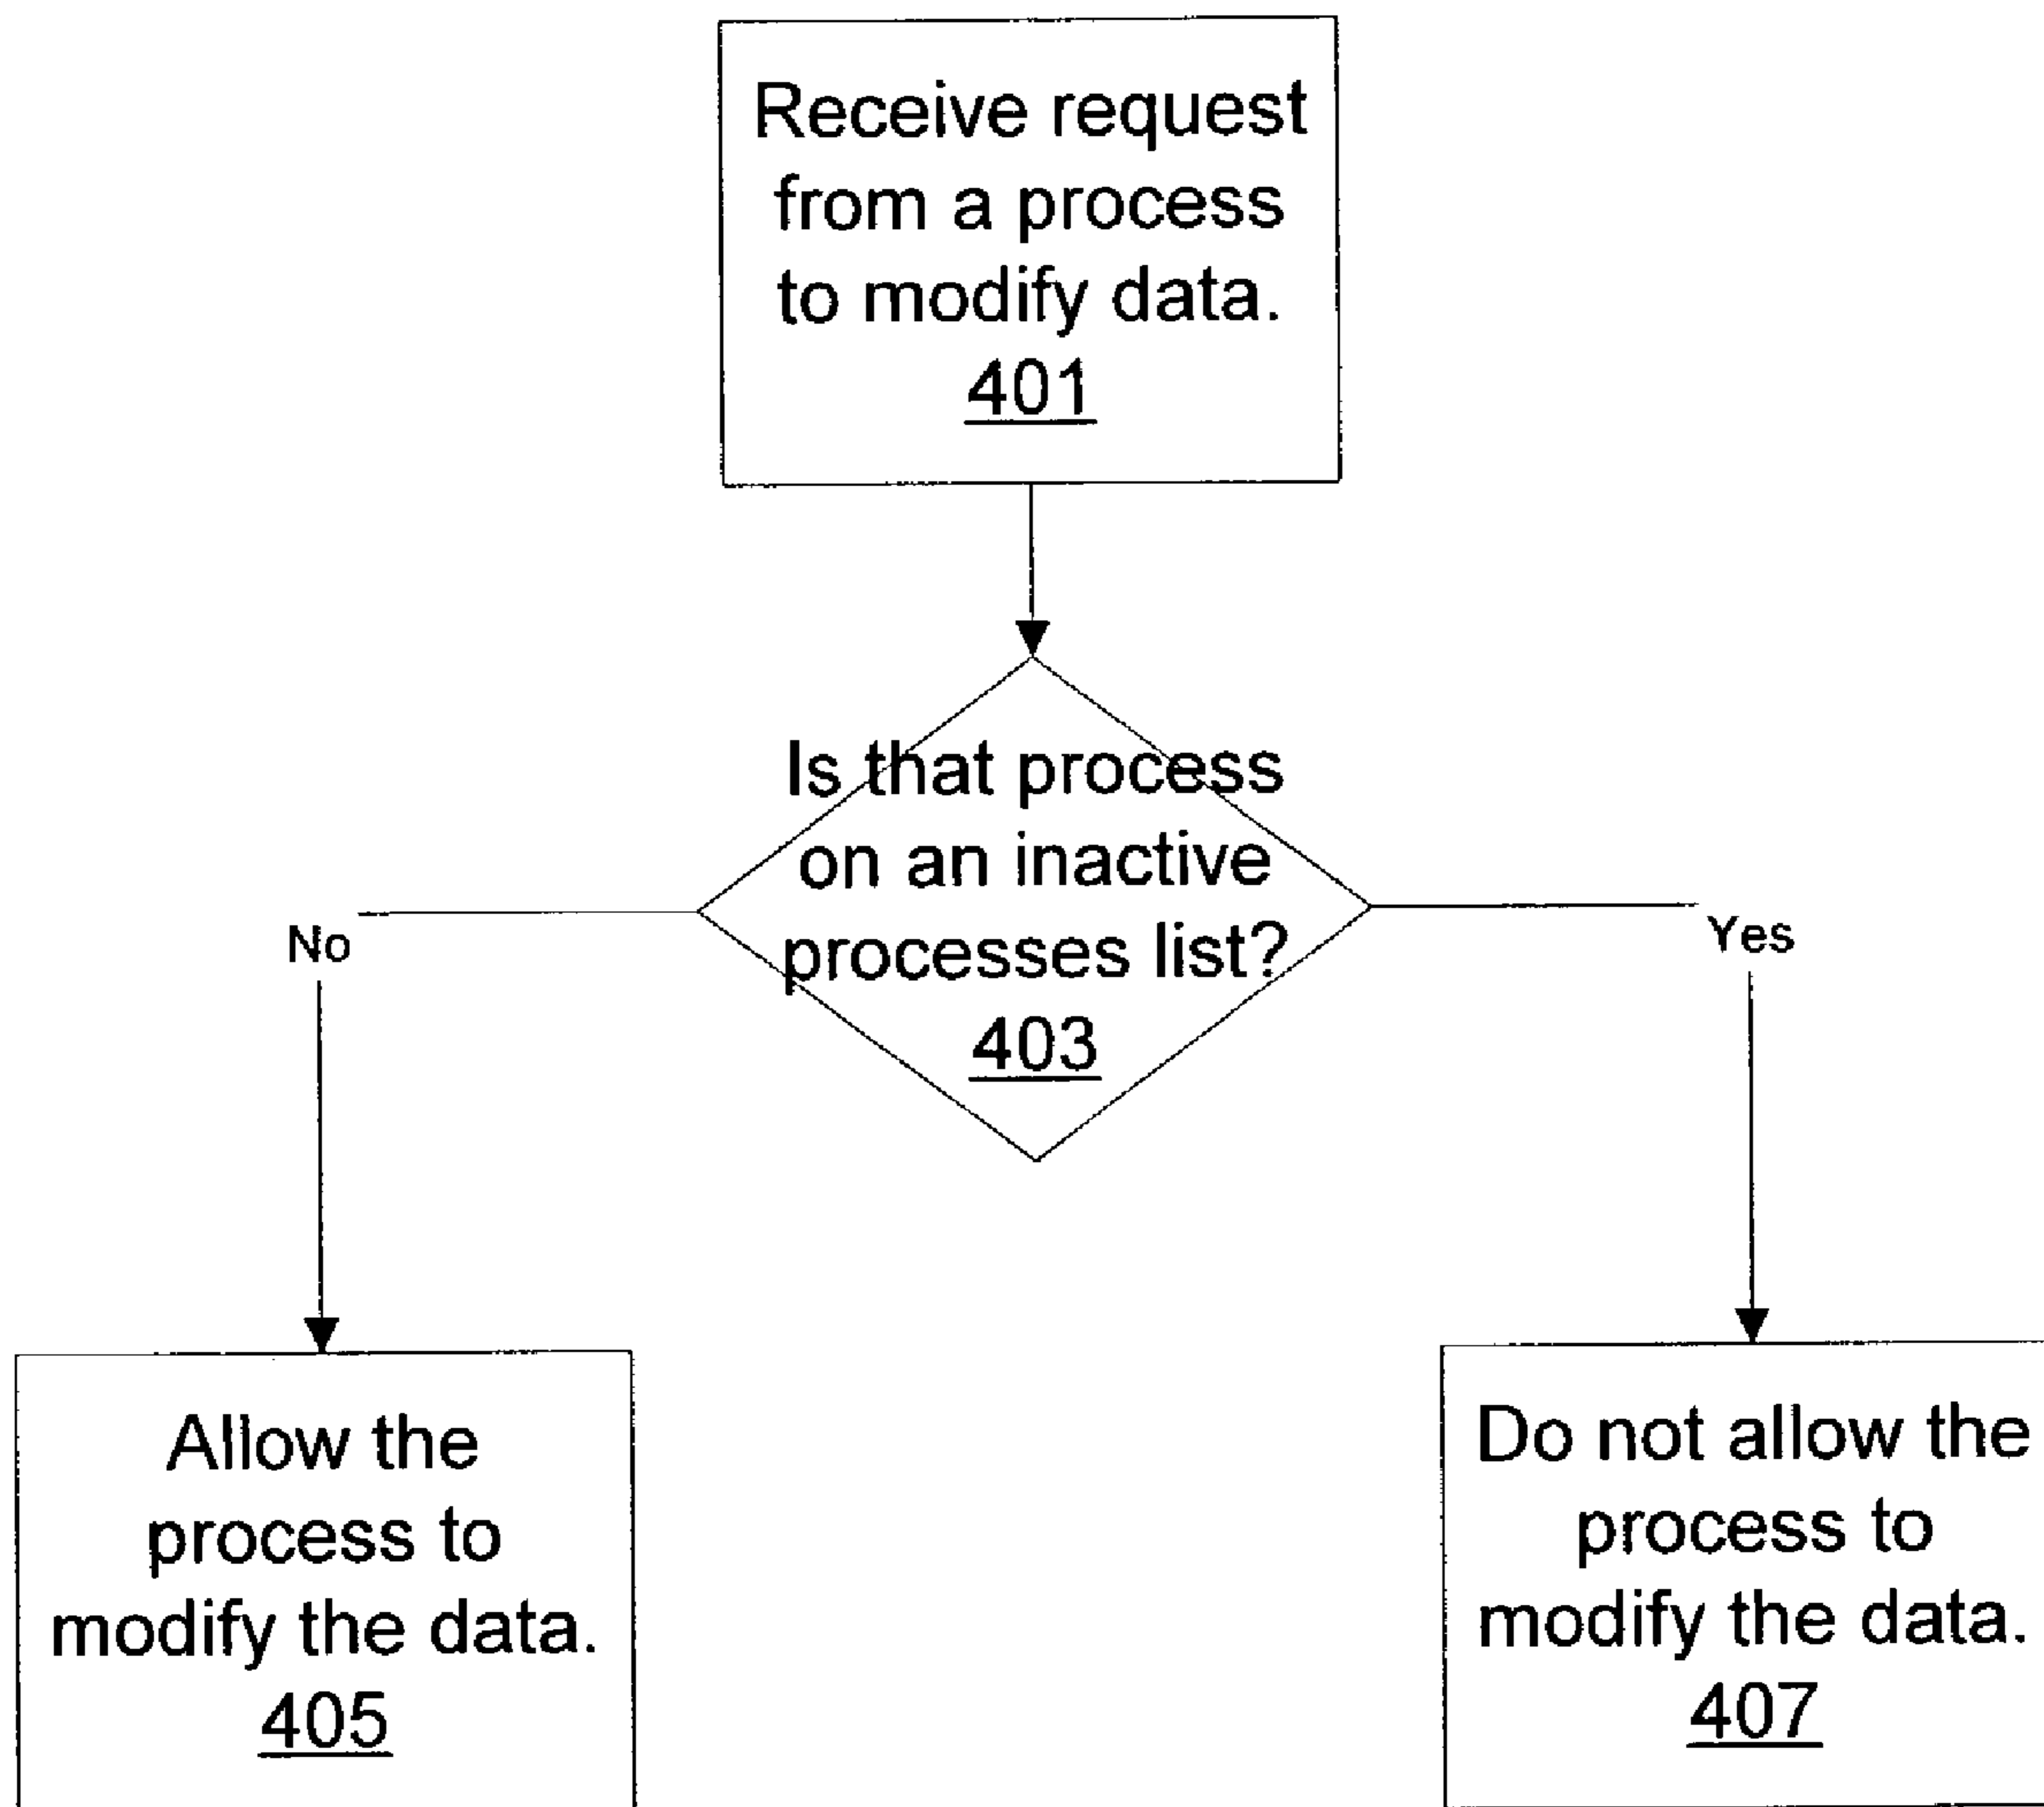 Receive request
from a process
to modify data.
401
Is that process
on an inactive
processes list?
403
No
Yes
Allow the
process to
modify the data.
405
Do not allow the
process to
modify the data.
407